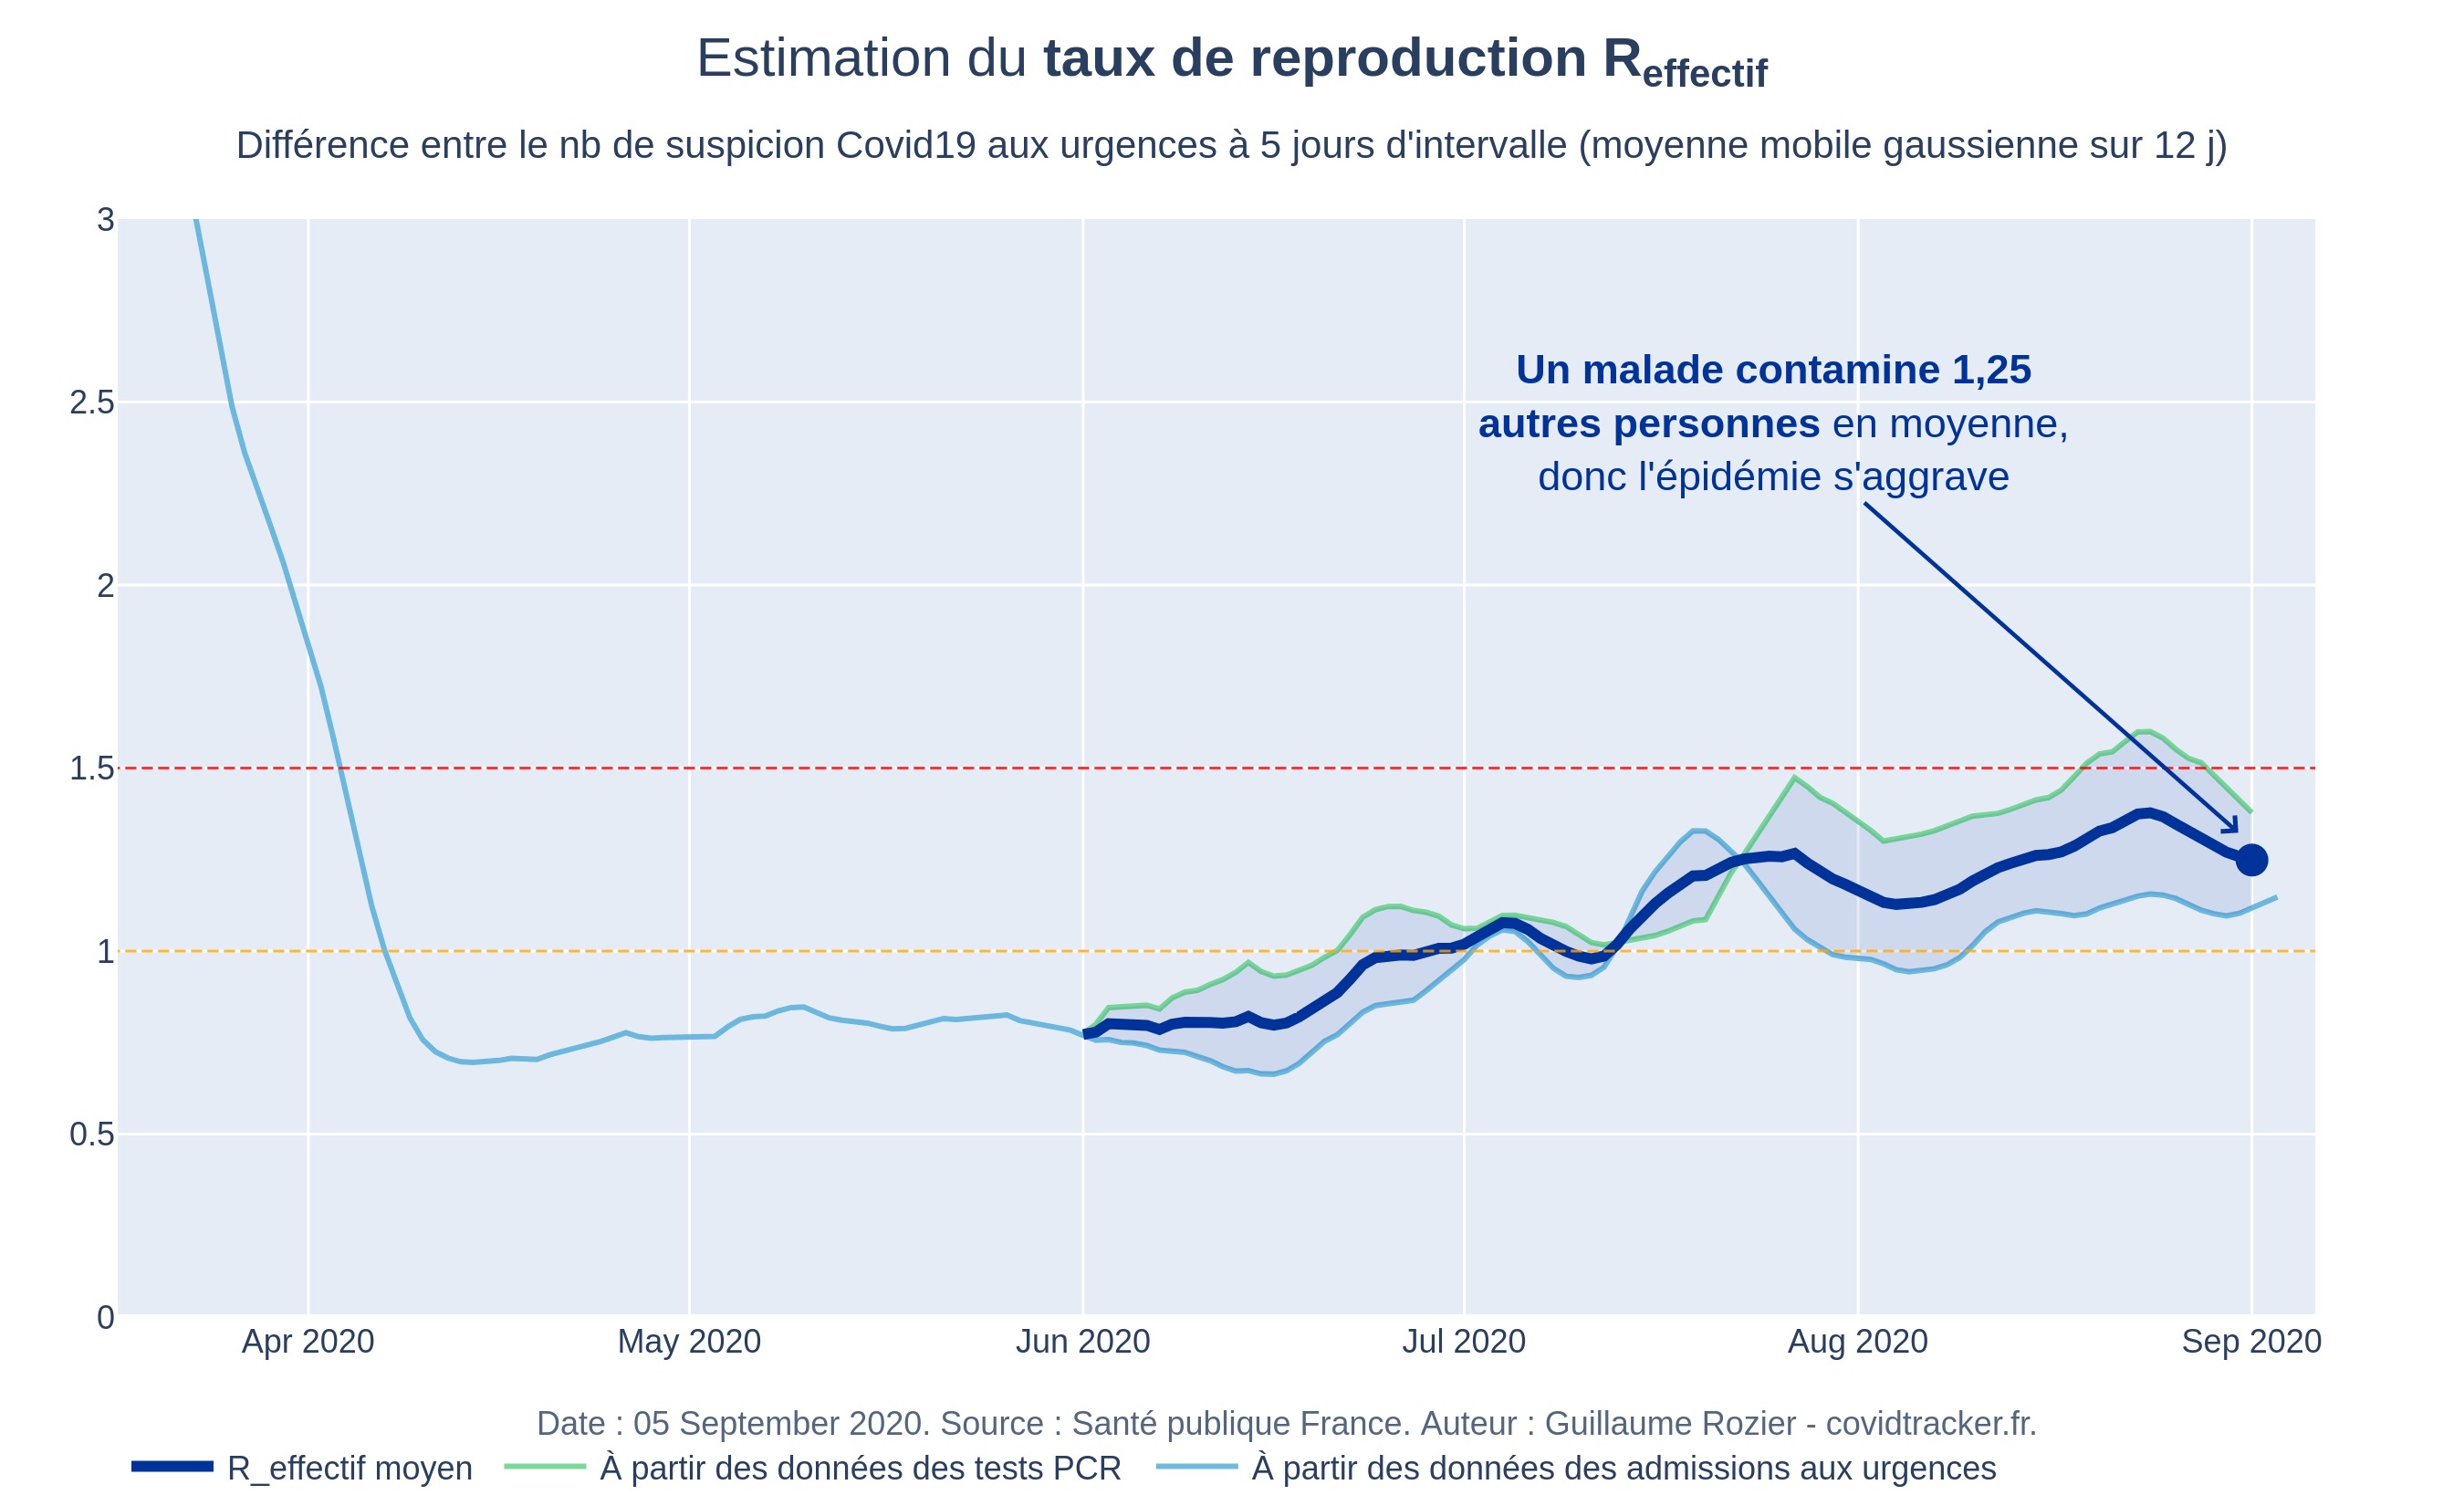 Estimation du taux de reproduction Reffectif
Différence entre le nb de suspicion Covid19 aux urgences à 5 jours d'intervalle (moyenne mobile gaussienne sur 12 j)
3
2.5
2
1.5
1
0.5
0
Un malade contamine 1,25
autres personnes en moyenne,
donc l'épidémie s'aggrave
Apr 2020 May 2020 Jun 2020 Jul 2020 Aug 2020 Sep 2020
Date : 05 September 2020. Source : Santé publique France. Auteur : Guillaume Rozier - covidtracker.fr.
R_effectif moyen À partir des données des tests PCR À partir des données des admissions aux urgences